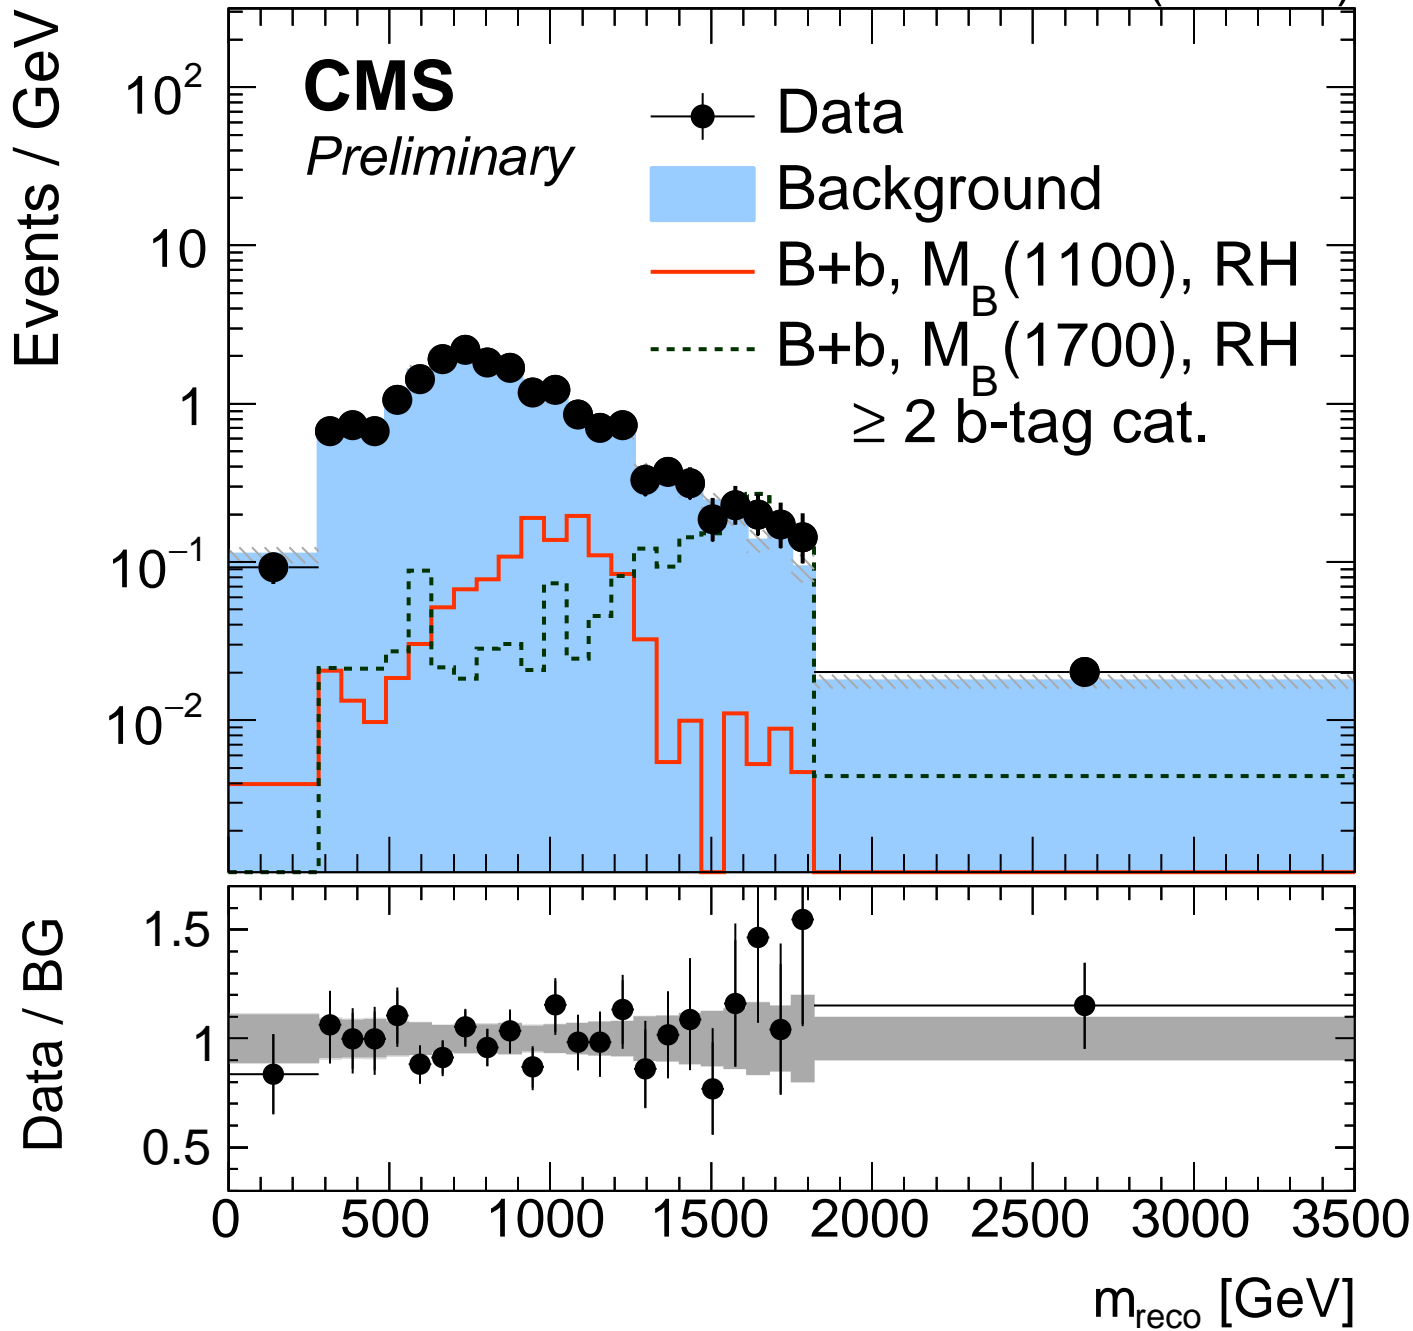 CMS
Preliminary
Data
Background
B+b, M_B(1100), RH
B+b, M_B(1700), RH
≥ 2 b-tag cat.
Events / GeV
10²
10
1
10⁻¹
10⁻²
Data / BG
1.5
1
0.5
0 500 1000 1500 2000 2500 3000 3500
m_reco [GeV]